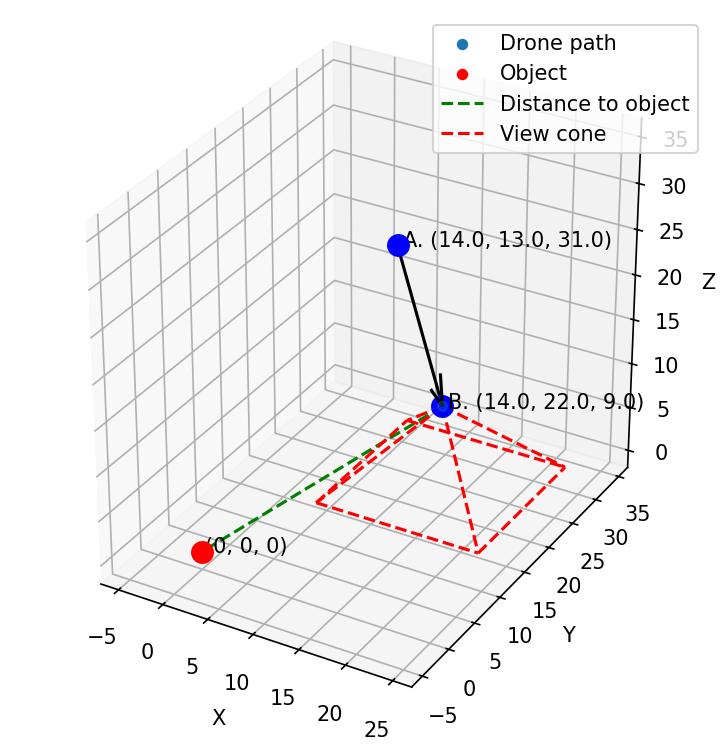 Drone path
Object
Distance to object
View cone
35
30
25
20
15
10
5
0
Z
A. (14.0, 13.0, 31.0)
B. (14.0, 22.0, 9.0)
(0, 0, 0)
−5
0
5
10
15
20
25
X
−5
0
5
10
15
20
25
30
35
Y